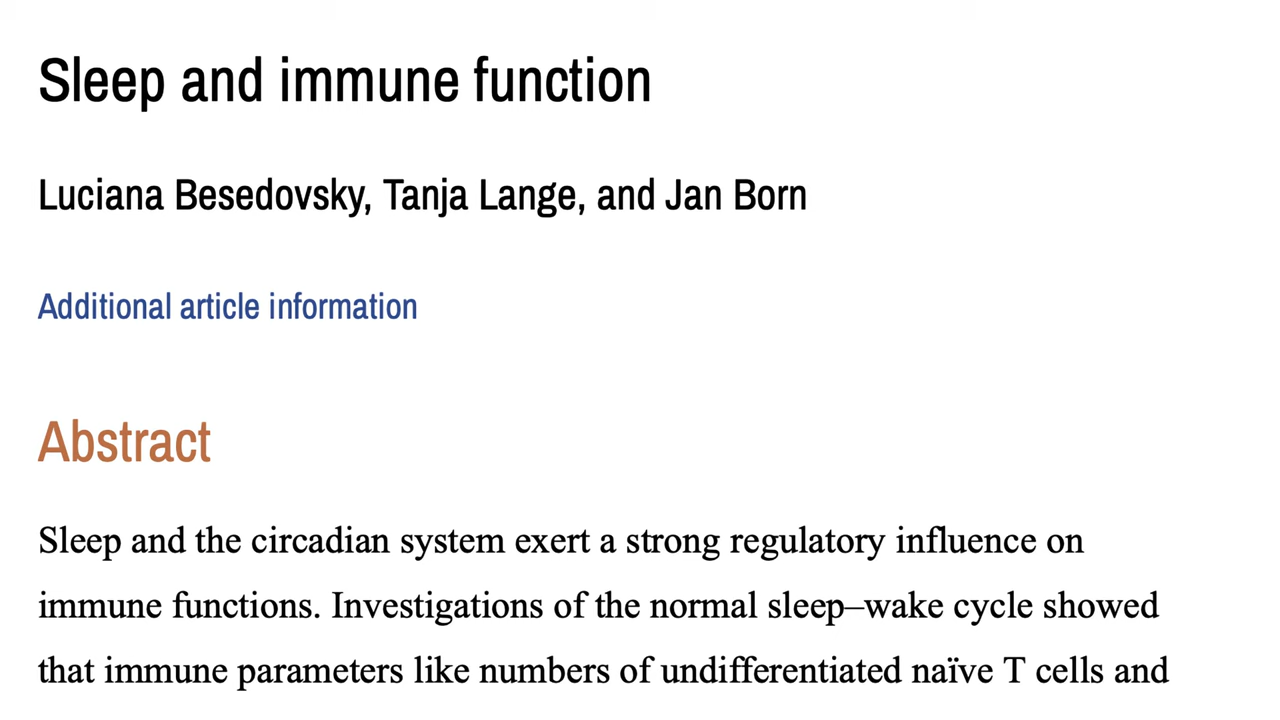 Sleep and immune function
Luciana Besedovsky, Tanja Lange, and Jan Born
Additional article information
Abstract
Sleep and the circadian system exert a strong regulatory influence on
immune functions. Investigations of the normal sleep–wake cycle showed
that immune parameters like numbers of undifferentiated naïve T cells and